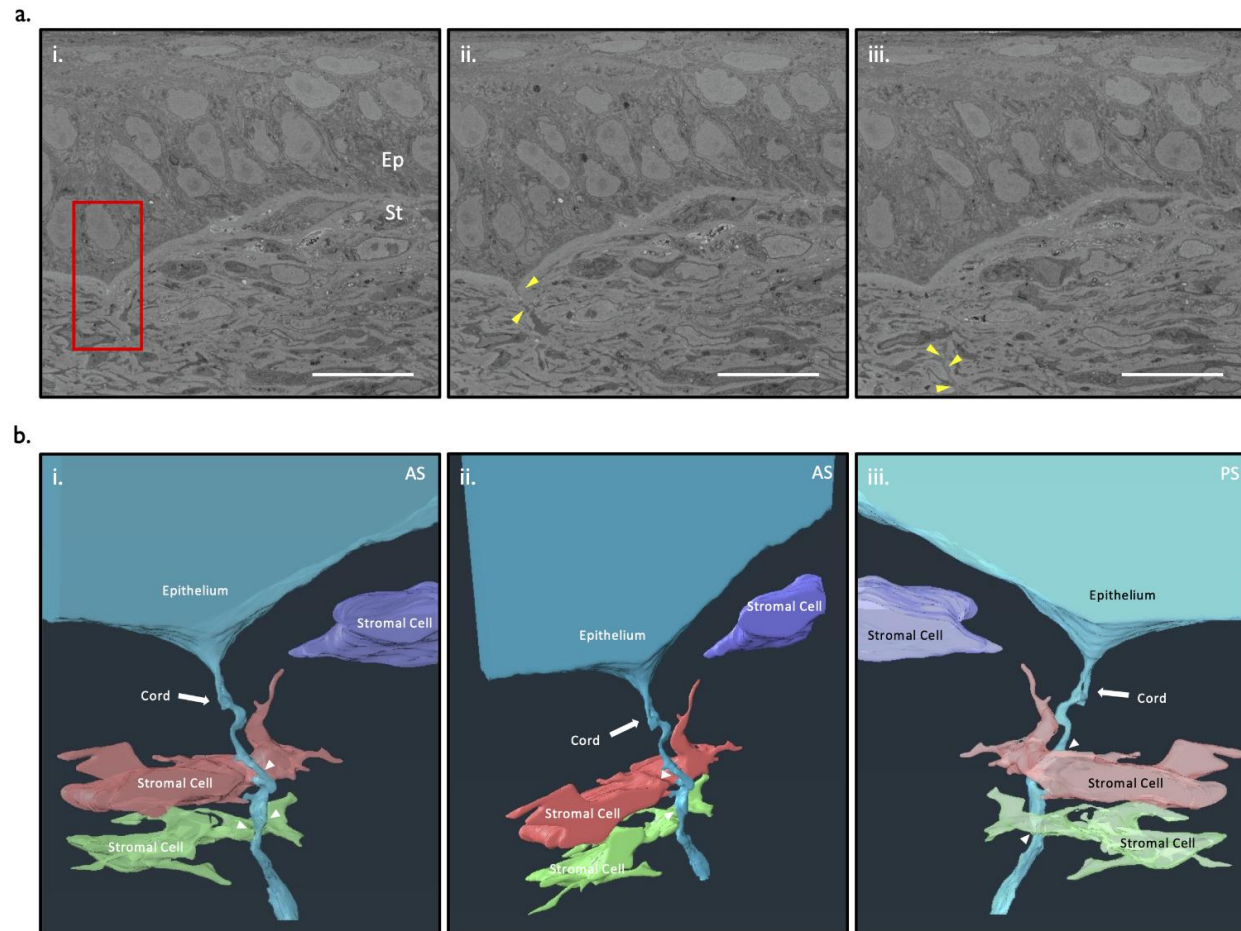 a.
i.
Ep
St
ii.
iii.
b.
i.
AS
Epithelium
Stromal Cell
Cord
Stromal Cell
Stromal Cell
ii.
AS
Stromal Cell
Epithelium
Cord
Stromal Cell
Stromal Cell
iii.
PS
Epithelium
Stromal Cell
Cord
Stromal Cell
Stromal Cell